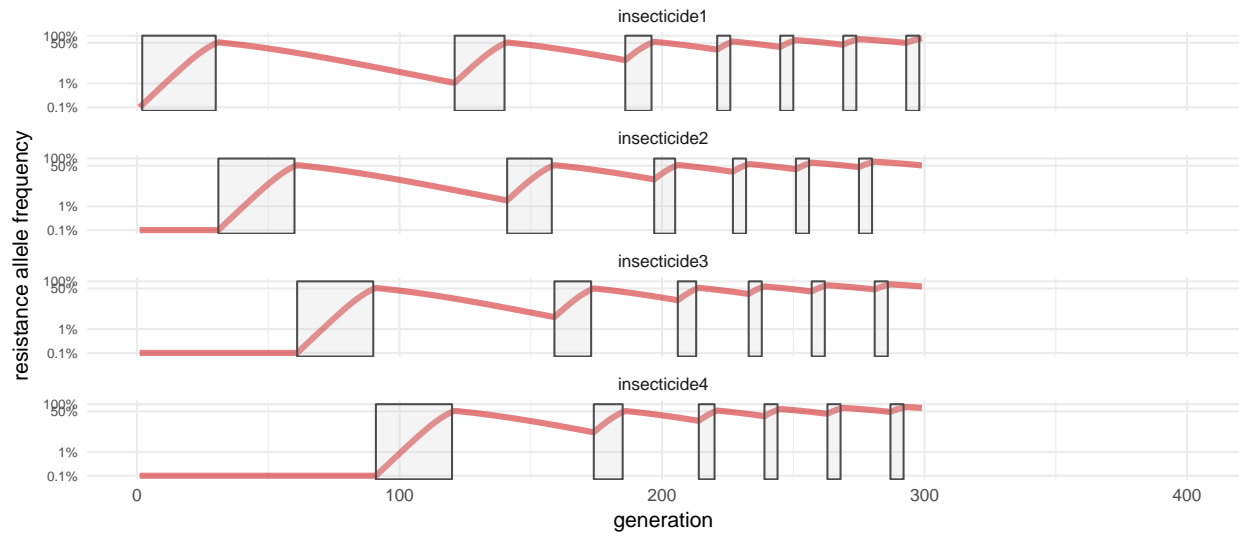 insecticide1
100%
50%
1%
0.1%
insecticide2
100%
50%
1%
0.1%
insecticide3
100%
50%
1%
0.1%
insecticide4
100%
50%
1%
0.1%
0 100 200 300 400
generation
resistance allele frequency